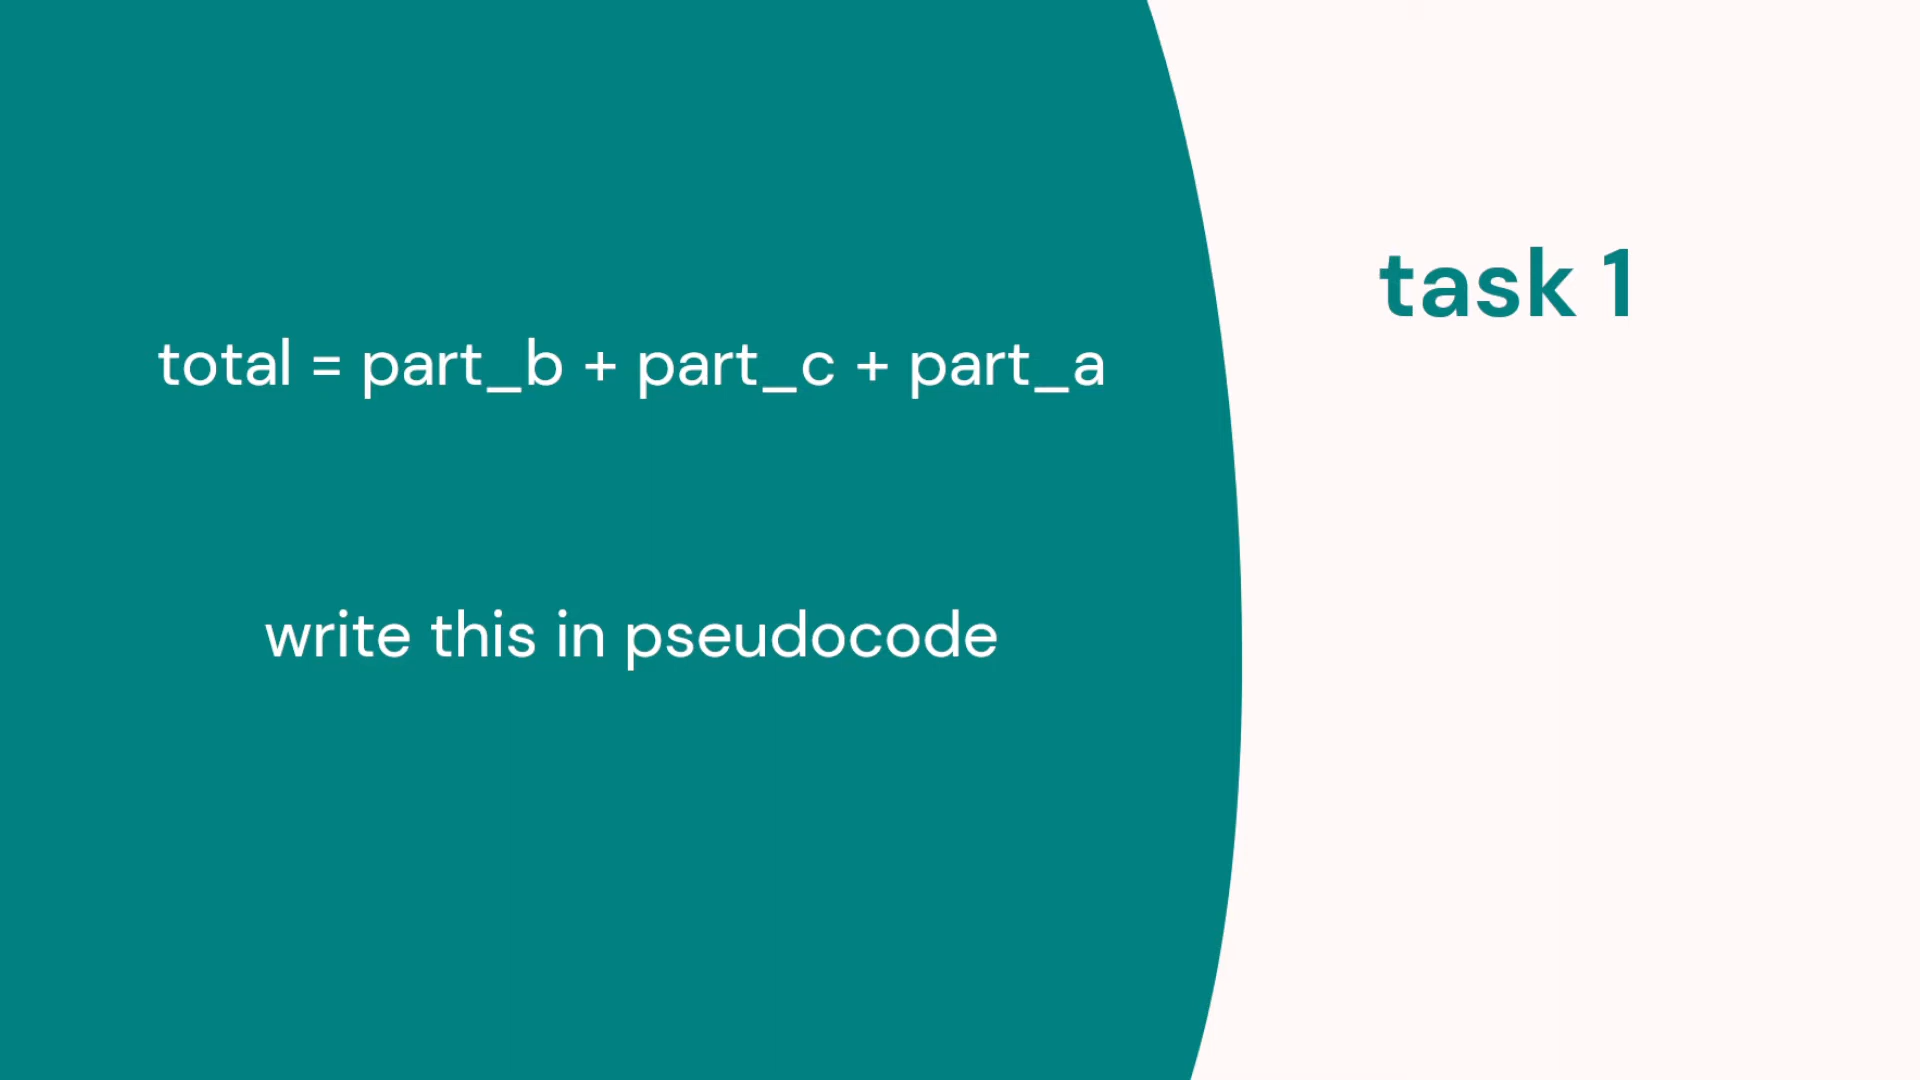 task 1
total = part_b + part_c + part_a
write this in pseudocode